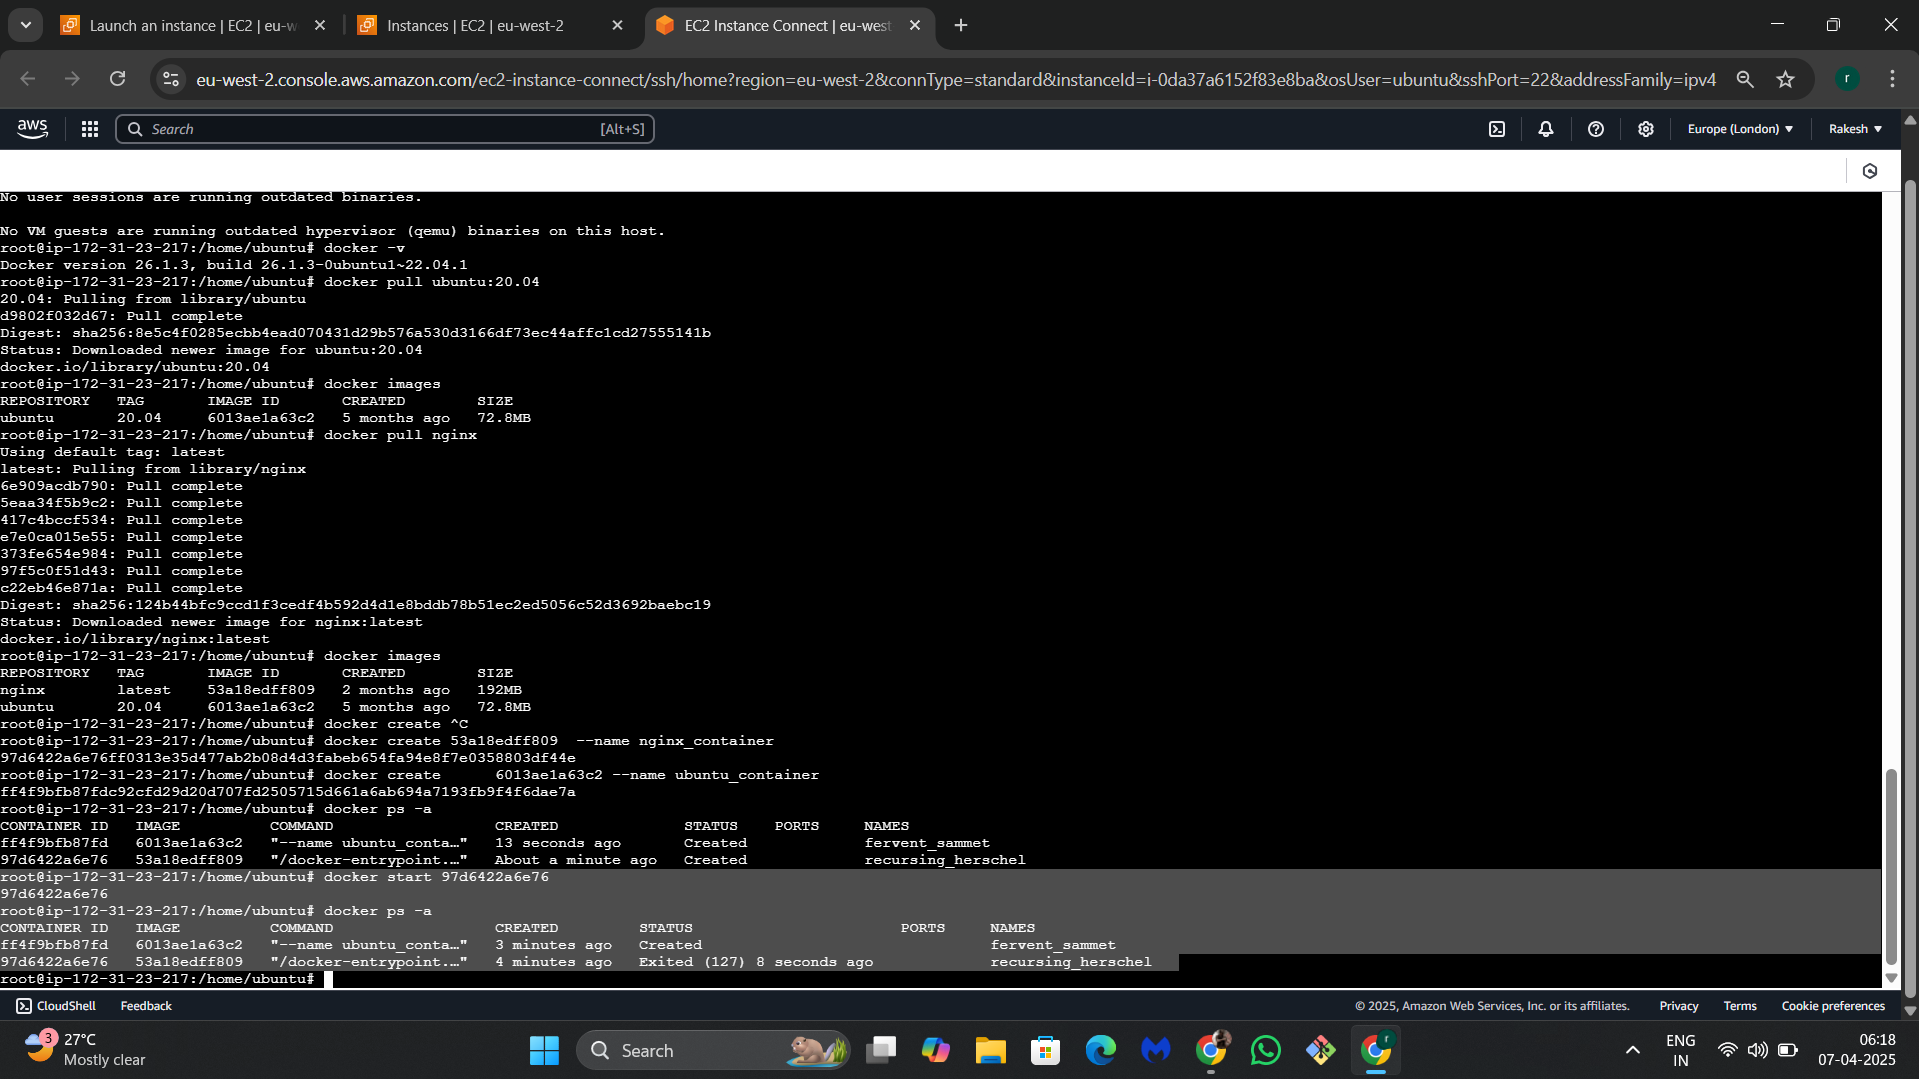 Launch an instance | EC2 | eu-w
Instances | EC2 | eu-west-2
EC2 Instance Connect | eu-west
eu-west-2.console.aws.amazon.com/ec2-instance-connect/ssh/home?region=eu-west-2&connType=standard&instanceId=i-0da37a6152f83e8ba&osUser=ubuntu&sshPort=22&addressFamily=ipv4
r
aws
Search
[Alt+S]
Europe (London)
Rakesh
No user sessions are running outdated binaries.
No VM guests are running outdated hypervisor (qemu) binaries on this host.
root@ip-172-31-23-217:/home/ubuntu# docker -v
Docker version 26.1.3, build 26.1.3-0ubuntu1~22.04.1
root@ip-172-31-23-217:/home/ubuntu# docker pull ubuntu:20.04
20.04: Pulling from library/ubuntu
d9802f032d67: Pull complete
Digest: sha256:8e5c4f0285ecbb4ead070431d29b576a530d3166df73ec44affc1cd27555141b
Status: Downloaded newer image for ubuntu:20.04
docker.io/library/ubuntu:20.04
root@ip-172-31-23-217:/home/ubuntu# docker images
REPOSITORY TAG IMAGE ID CREATED SIZE
ubuntu 20.04 6013ae1a63c2 5 months ago 72.8MB
root@ip-172-31-23-217:/home/ubuntu# docker pull nginx
Using default tag: latest
latest: Pulling from library/nginx
6e909acdb790: Pull complete
5eaa34f5b9c2: Pull complete
417c4bccf534: Pull complete
e7e0ca015e55: Pull complete
373fe654e984: Pull complete
97f5c0f51d43: Pull complete
c22eb46e871a: Pull complete
Digest: sha256:124b44bfc9ccd1f3cedf4b592d4d1e8bddb78b51ec2ed5056c52d3692baebc19
Status: Downloaded newer image for nginx:latest
docker.io/library/nginx:latest
root@ip-172-31-23-217:/home/ubuntu# docker images
REPOSITORY TAG IMAGE ID CREATED SIZE
nginx latest 53a18edff809 2 months ago 192MB
ubuntu 20.04 6013ae1a63c2 5 months ago 72.8MB
root@ip-172-31-23-217:/home/ubuntu# docker create ^C
root@ip-172-31-23-217:/home/ubuntu# docker create 53a18edff809 --name nginx_container
97d6422a6e76ff0313e35d477ab2b08d4d3fabeb654fa94e8f7e0358803df44e
root@ip-172-31-23-217:/home/ubuntu# docker create 6013ae1a63c2 --name ubuntu_container
ff4f9bfb87fdc92cfd29d20d707fd2505715d661a6ab694a7193fb9f4f6dae7a
root@ip-172-31-23-217:/home/ubuntu# docker ps -a
CONTAINER ID IMAGE COMMAND CREATED STATUS PORTS NAMES
ff4f9bfb87fd 6013ae1a63c2 "--name ubuntu_conta…" 13 seconds ago Created fervent_sammet
97d6422a6e76 53a18edff809 "/docker-entrypoint.…" About a minute ago Created recursing_herschel
root@ip-172-31-23-217:/home/ubuntu# docker start 97d6422a6e76
97d6422a6e76
root@ip-172-31-23-217:/home/ubuntu# docker ps -a
CONTAINER ID IMAGE COMMAND CREATED STATUS PORTS NAMES
ff4f9bfb87fd 6013ae1a63c2 "--name ubuntu_conta…" 3 minutes ago Created fervent_sammet
97d6422a6e76 53a18edff809 "/docker-entrypoint.…" 4 minutes ago Exited (127) 8 seconds ago recursing_herschel
root@ip-172-31-23-217:/home/ubuntu#
CloudShell
Feedback
© 2025, Amazon Web Services, Inc. or its affiliates.
Privacy
Terms
Cookie preferences
3
27°C
Mostly clear
Search
ENG
IN
06:18
07-04-2025